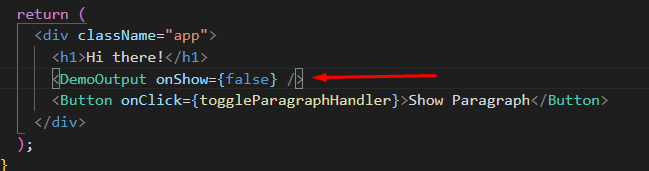 return (
<div className="app">
<h1>Hi there!</h1>
<DemoOutput onShow={false} />
<Button onClick={toggleParagraphHandler}>Show Paragraph</Button>
</div>
);
}